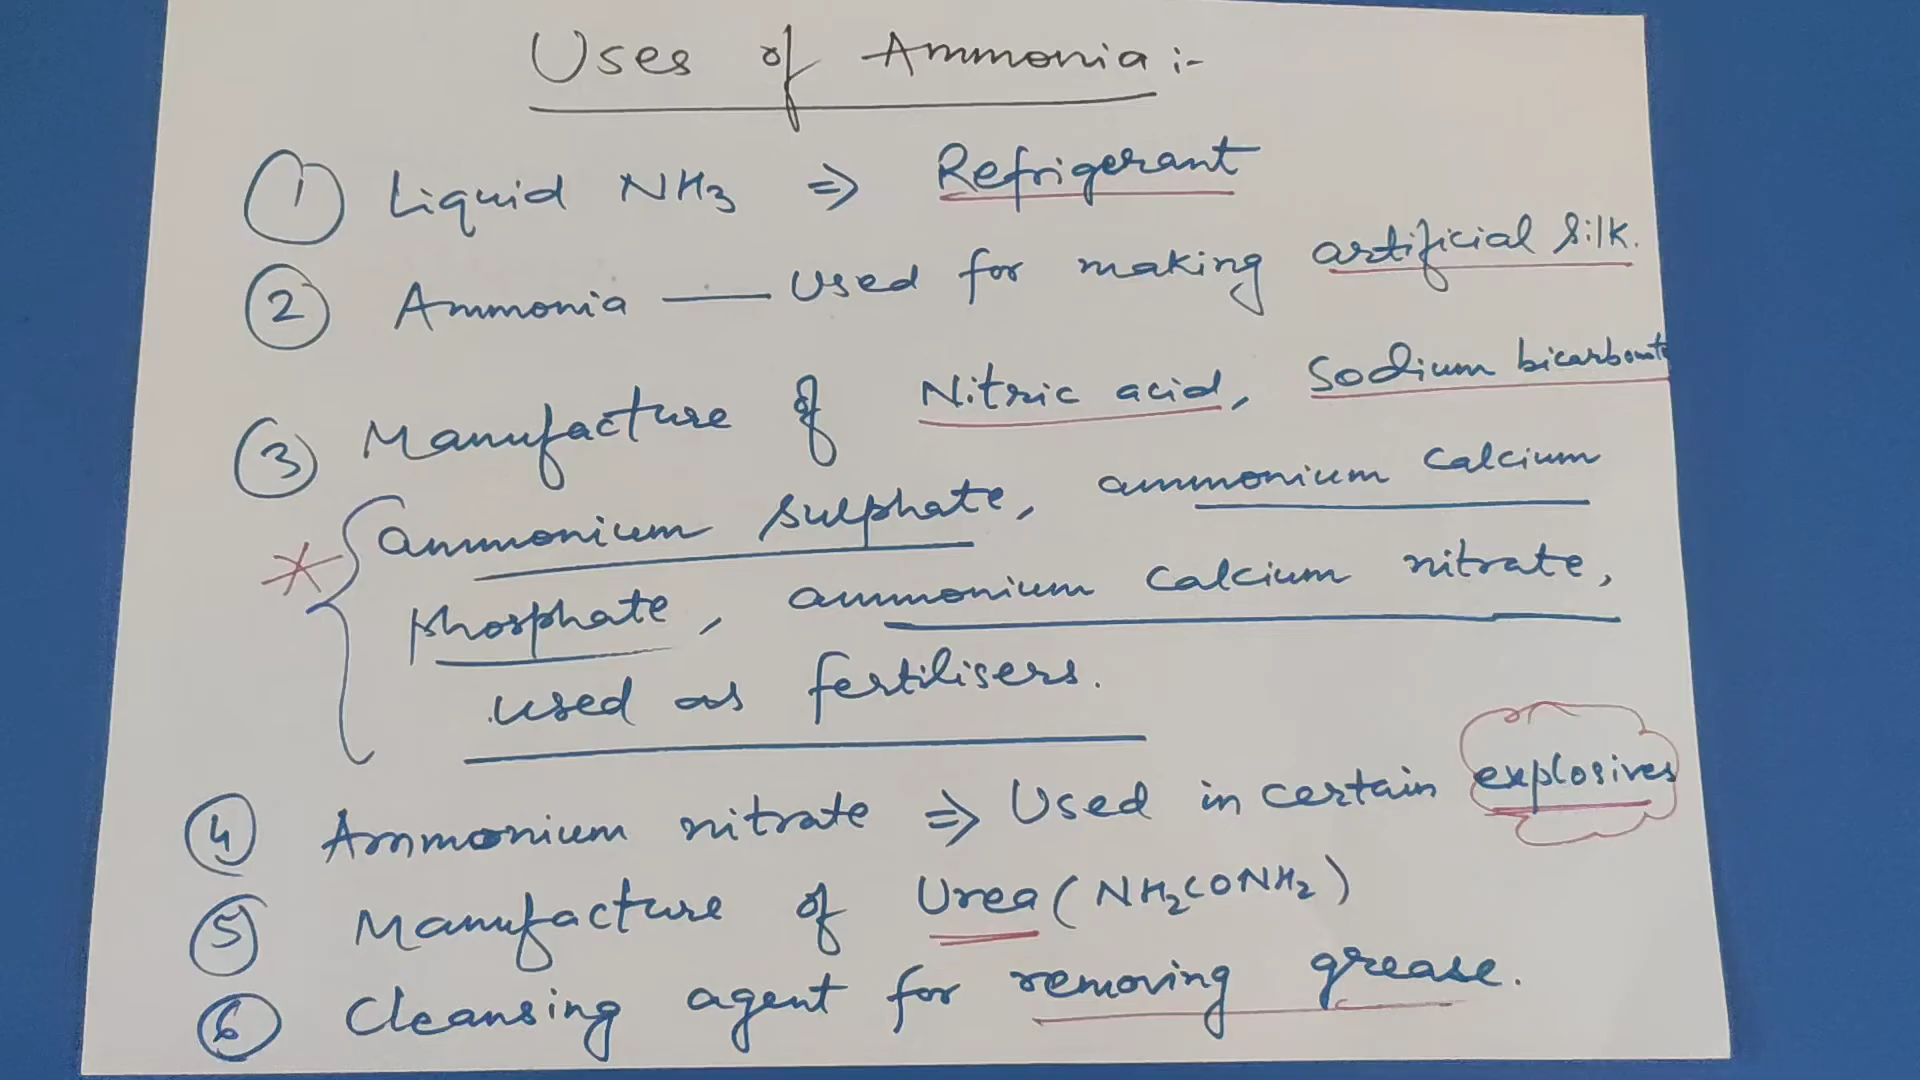 Uses of Ammonia :-
① Liquid NH3 ⇒ Refrigerant
② Ammonia — Used for making artificial silk.
③ Manufacture of Nitric acid, Sodium bicarbonate
* { ammonium sulphate, ammonium calcium
phosphate, ammonium calcium nitrate,
used as fertilisers.
④ Ammonium nitrate ⇒ Used in certain explosives
⑤ Manufacture of Urea (NH2CONH2)
⑥ Cleansing agent for removing grease.